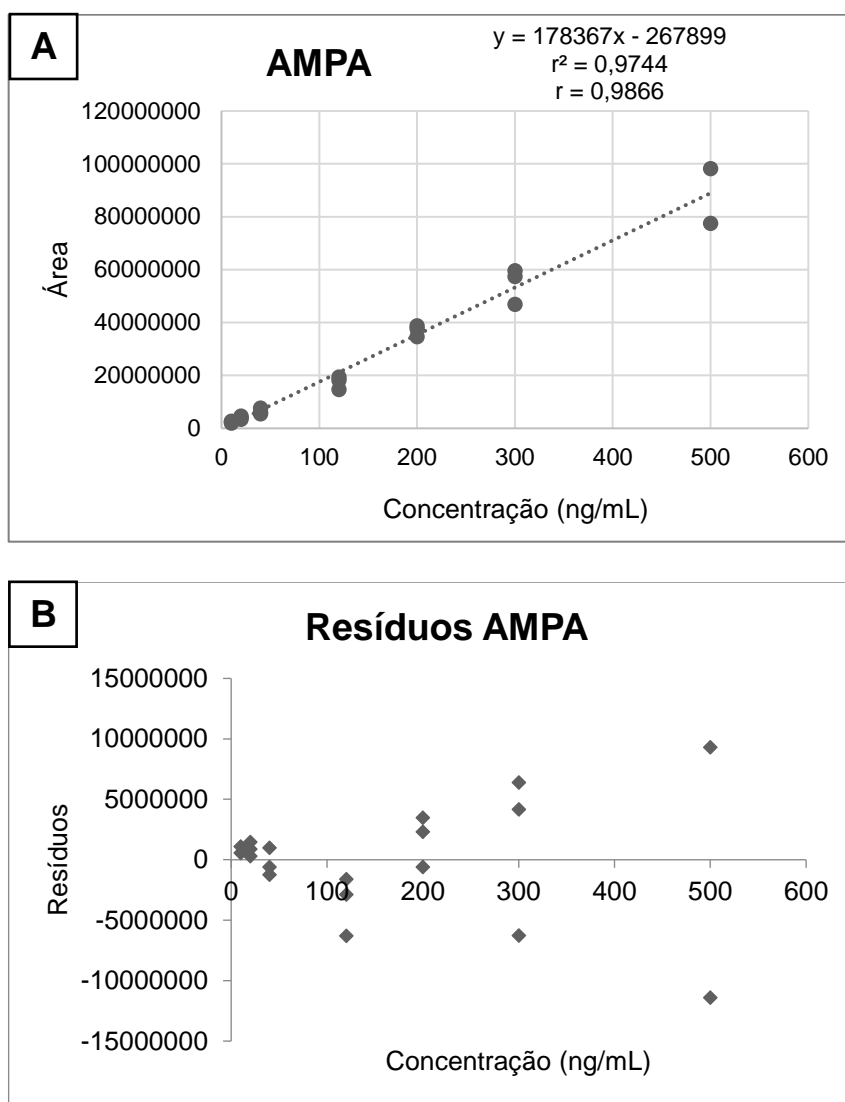 A
AMPA
y = 178367x - 267899
r² = 0,9744
r = 0,9866
120000000
100000000
80000000
60000000
40000000
20000000
0
Área
0 100 200 300 400 500 600
Concentração (ng/mL)
B
Resíduos AMPA
15000000
10000000
5000000
0
-5000000
-10000000
-15000000
Resíduos
0 100 200 300 400 500 600
Concentração (ng/mL)